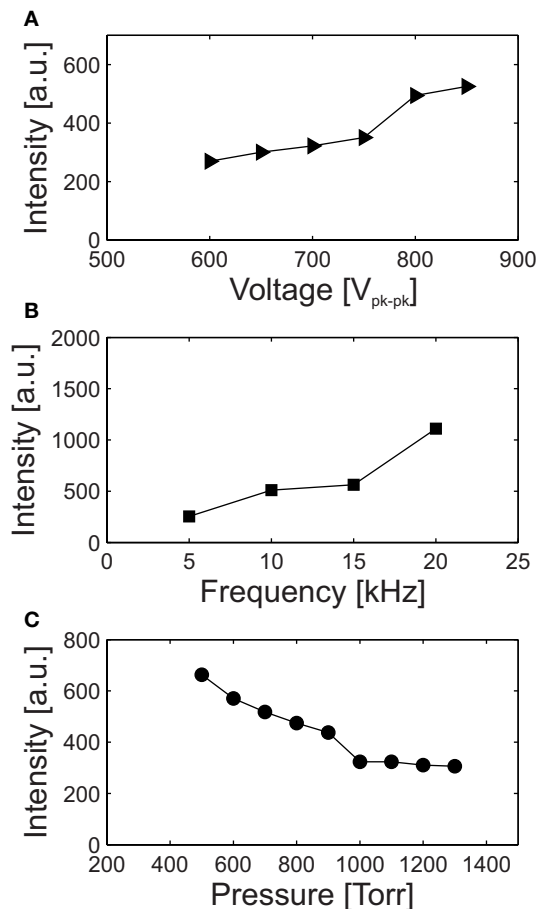 A
Intensity [a.u.]
600
400
200
0
500 600 700 800 900
Voltage [Vpk-pk]
B
Intensity [a.u.]
2000
1500
1000
500
0
0 5 10 15 20 25
Frequency [kHz]
C
Intensity [a.u.]
800
600
400
200
0
200 400 600 800 1000 1200 1400
Pressure [Torr]